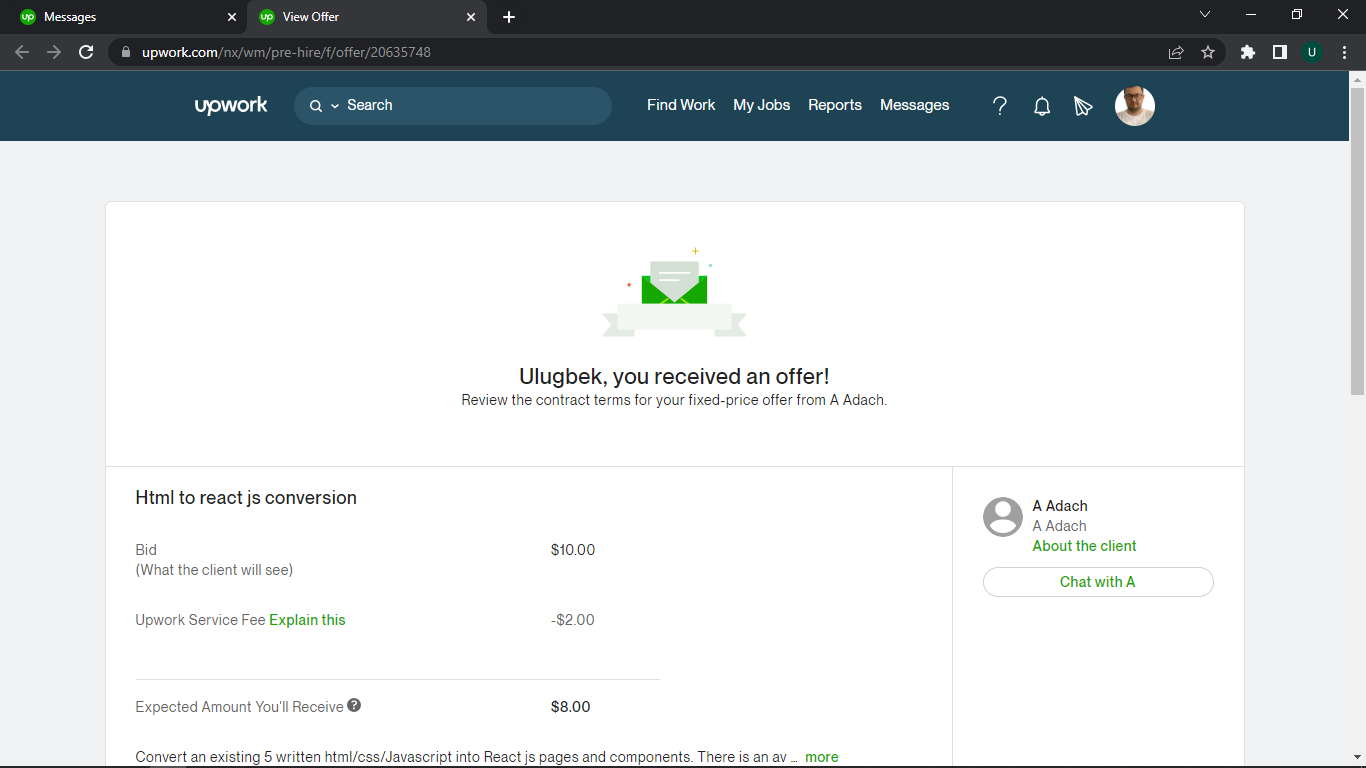 up Messages
up View Offer
upwork.com/nx/wm/pre-hire/f/offer/20635748
U
upwork
Search
Find Work
My Jobs
Reports
Messages
?
Ulugbek, you received an offer!
Review the contract terms for your fixed-price offer from A Adach.
Html to react js conversion
Bid
$10.00
(What the client will see)
Upwork Service Fee Explain this
-$2.00
Expected Amount You'll Receive ?
$8.00
Convert an existing 5 written html/css/Javascript into React js pages and components. There is an av ... more
A Adach
A Adach
About the client
Chat with A